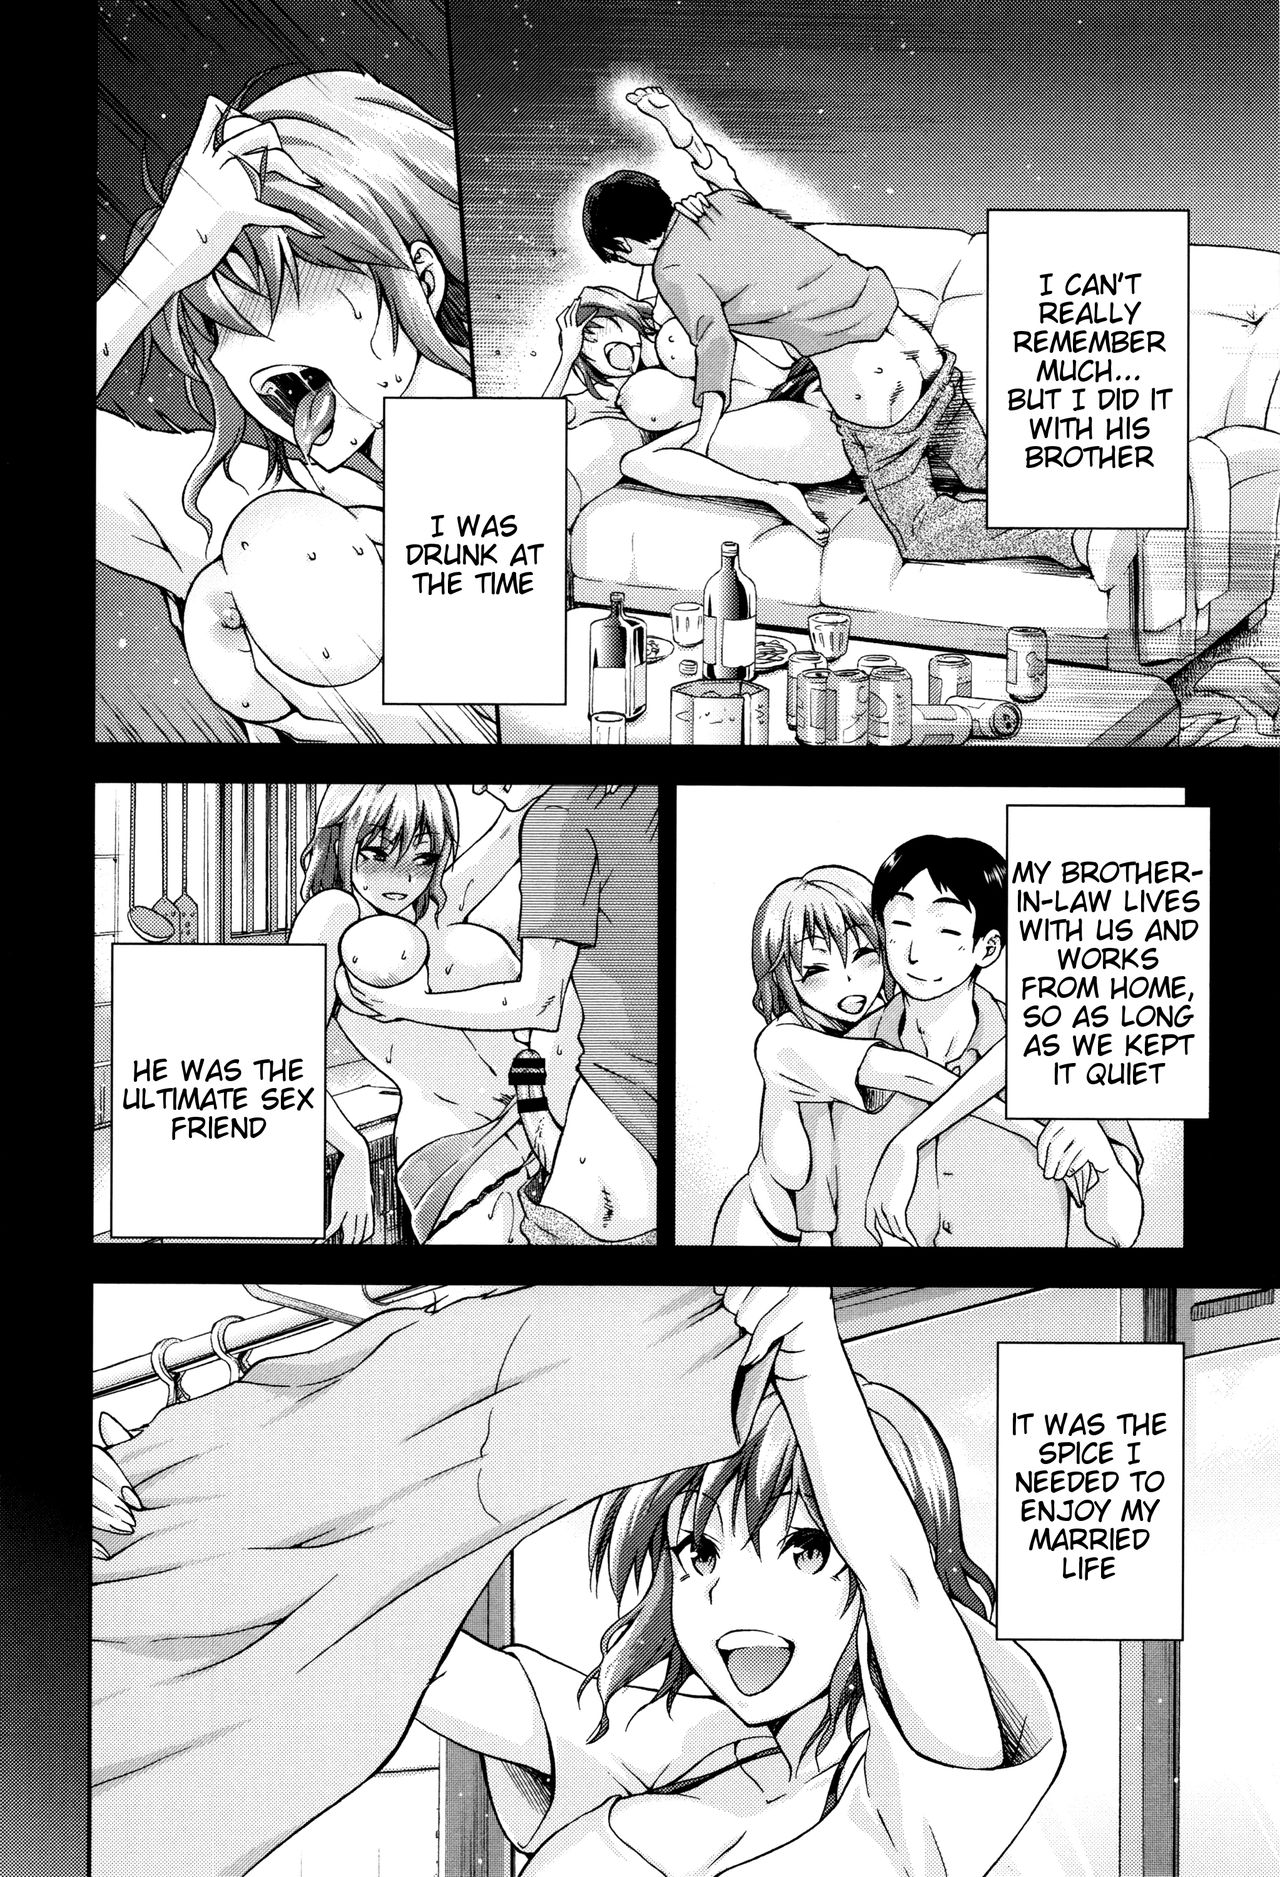 I CAN'T
REALLY
REMEMBER
MUCH...
BUT I DID IT
WITH HIS
BROTHER
I WAS
DRUNK AT
THE TIME
MY BROTHER-
IN-LAW LIVES
WITH US AND
WORKS
FROM HOME,
SO AS LONG
AS WE KEPT
IT QUIET
HE WAS THE
ULTIMATE SEX
FRIEND
IT WAS THE
SPICE I
NEEDED TO
ENJOY MY
MARRIED
LIFE